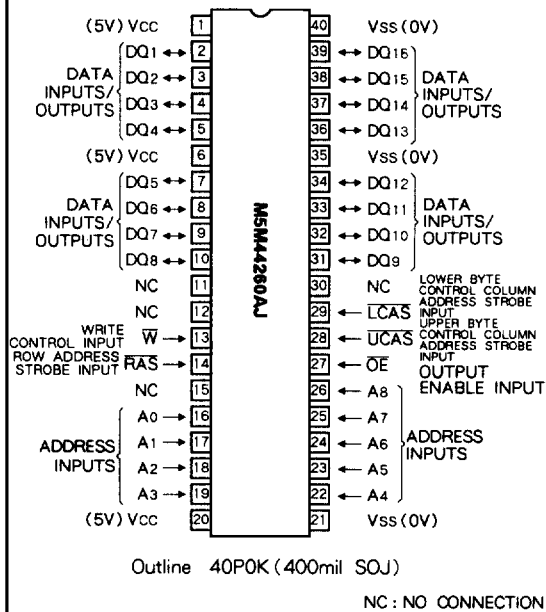 (5V) VCC 1 40 VSS (0V)
DQ1 2 39 DQ16
DQ2 3 38 DQ15
DQ3 4 37 DQ14
DQ4 5 36 DQ13
DATA
INPUTS/
OUTPUTS
DATA
INPUTS/
OUTPUTS
(5V) VCC 6 35 VSS (0V)
DQ5 7 34 DQ12
DQ6 8 33 DQ11
DQ7 9 32 DQ10
DQ8 10 31 DQ9
DATA
INPUTS/
OUTPUTS
DATA
INPUTS/
OUTPUTS
M5M44260AJ
NC 11 30 NC
NC 12 29 LCAS
LOWER BYTE
CONTROL COLUMN
ADDRESS STROBE
INPUT
WRITE
CONTROL INPUT W 13 28 UCAS
UPPER BYTE
CONTROL COLUMN
ADDRESS STROBE
INPUT
ROW ADDRESS
STROBE INPUT RAS 14 27 OE
OUTPUT
ENABLE INPUT
NC 15 26 A8
A0 16 25 A7
A1 17 24 A6
A2 18 23 A5
A3 19 22 A4
ADDRESS
INPUTS
ADDRESS
INPUTS
(5V) VCC 20 21 VSS (0V)
Outline 40P0K (400mil SOJ)
NC : NO CONNECTION